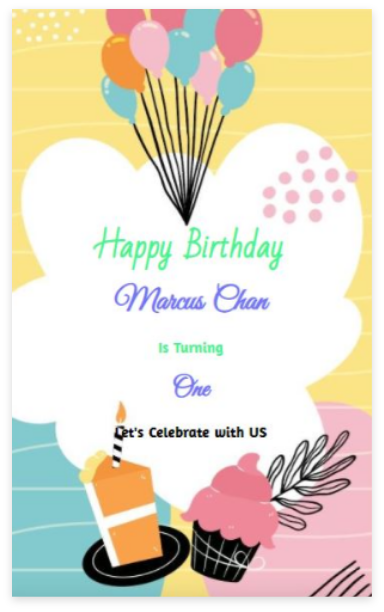 Happy Birthday
Marcus Chan
Is Turning
One
Let's Celebrate with US